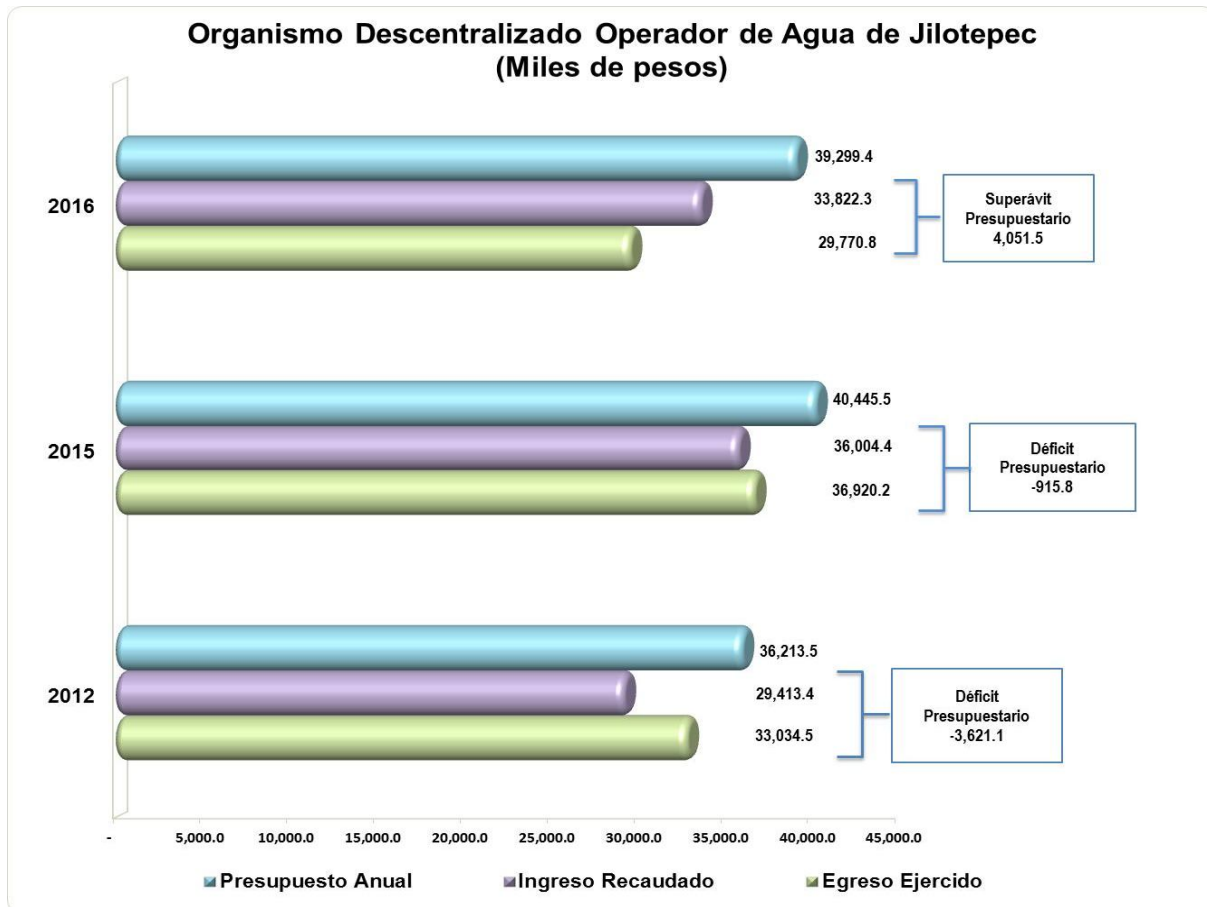 Organismo Descentralizado Operador de Agua de Jilotepec
(Miles de pesos)
2016
39,299.4
33,822.3
29,770.8
Superávit
Presupuestario
4,051.5
2015
40,445.5
36,004.4
36,920.2
Déficit
Presupuestario
-915.8
2012
36,213.5
29,413.4
33,034.5
Déficit
Presupuestario
-3,621.1
- 5,000.0 10,000.0 15,000.0 20,000.0 25,000.0 30,000.0 35,000.0 40,000.0 45,000.0
Presupuesto Anual Ingreso Recaudado Egreso Ejercido